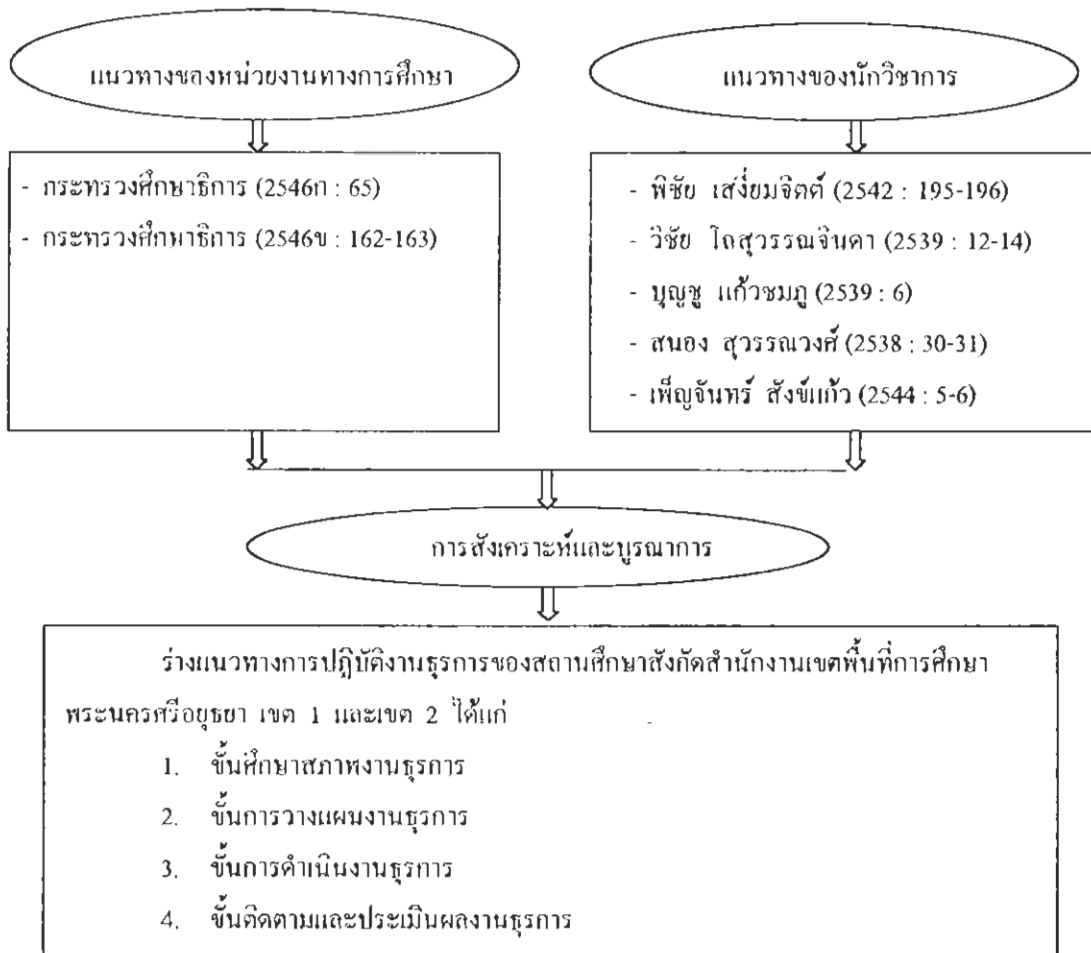 แนวทางของหน่วยงานทางการศึกษา
แนวทางของนักวิชาการ
- กระทรวงศึกษาธิการ (2546ก : 65)
- กระทรวงศึกษาธิการ (2546ข : 162-163)
- พิชัย เสงี่ยมจิตต์ (2542 : 195-196)
- วิชัย โถสุวรรณจินดา (2539 : 12-14)
- บุญชู แก้วชมภู (2539 : 6)
- สนอง สุวรรณวงศ์ (2538 : 30-31)
- เพ็ญจันทร์ สังข์แก้ว (2544 : 5-6)
การสังเคราะห์และบูรณาการ
ร่างแนวทางการปฏิบัติงานธุรการของสถานศึกษาสังกัดสำนักงานเขตพื้นที่การศึกษา
พระนครศรีอยุธยา เขต 1 และเขต 2 ได้แก่
1. ขั้นศึกษาสภาพงานธุรการ
2. ขั้นการวางแผนงานธุรการ
3. ขั้นการดำเนินงานธุรการ
4. ขั้นติดตามและประเมินผลงานธุรการ